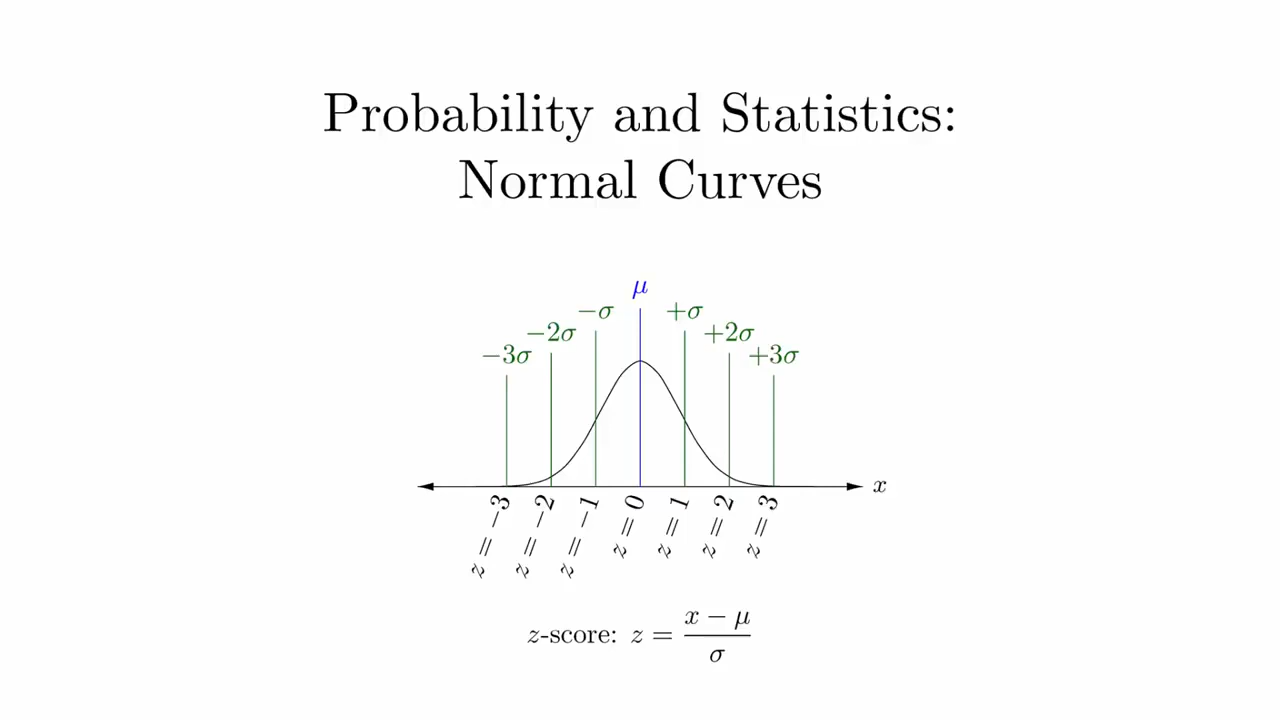 Probability and Statistics:
Normal Curves
μ
−σ +σ
−2σ +2σ
−3σ +3σ
x
z = −3 z = −2 z = −1 z = 0 z = 1 z = 2 z = 3
z-score: z = (x − μ)/σ